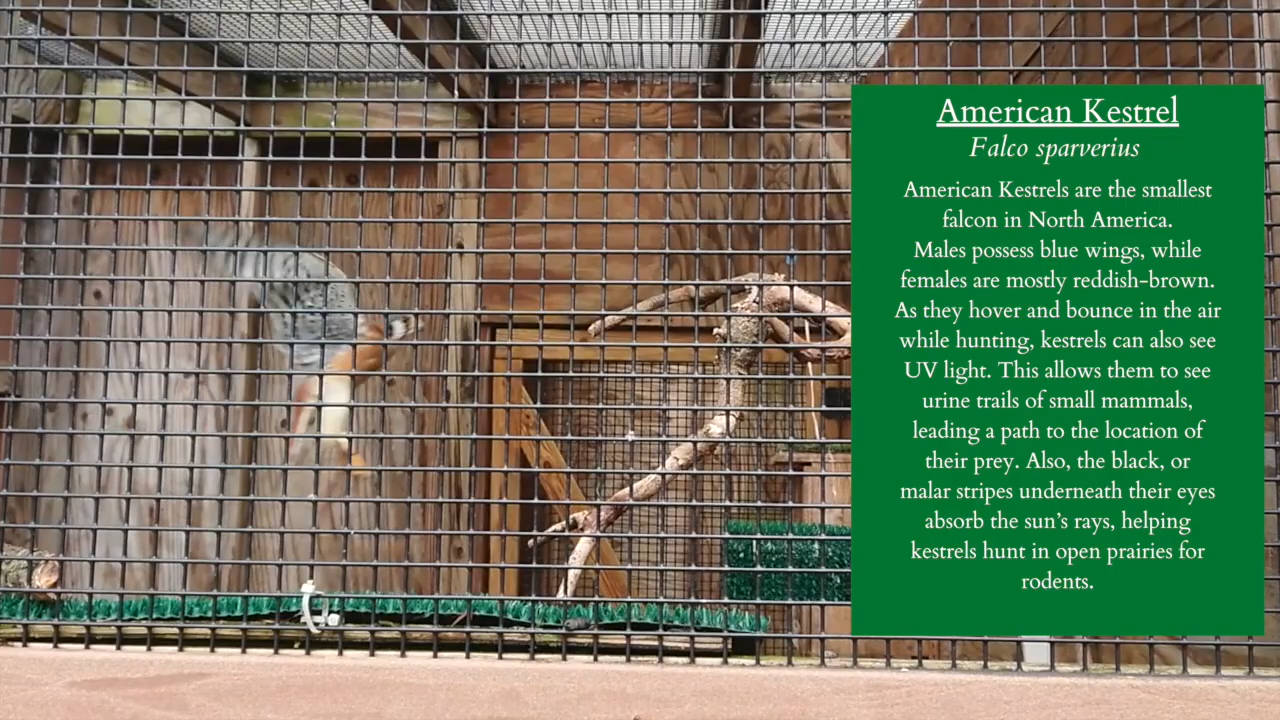 American Kestrel
Falco sparverius
American Kestrels are the smallest
falcon in North America.
Males possess blue wings, while
females are mostly reddish-brown.
As they hover and bounce in the air
while hunting, kestrels can also see
UV light. This allows them to see
urine trails of small mammals,
leading a path to the location of
their prey. Also, the black, or
malar stripes underneath their eyes
absorb the sun's rays, helping
kestrels hunt in open prairies for
rodents.